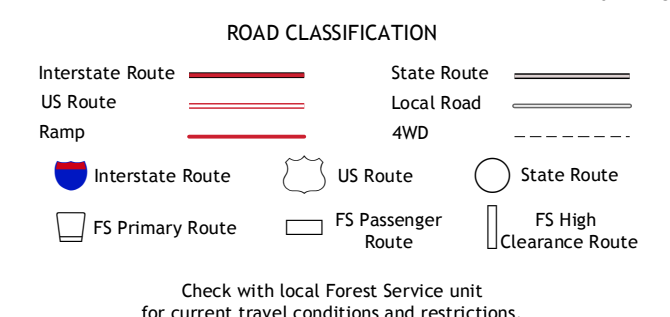 ROAD CLASSIFICATION
Interstate Route
State Route
US Route
Local Road
Ramp
4WD
Interstate Route
US Route
State Route
FS Primary Route
FS Passenger
Route
FS High
Clearance Route
Check with local Forest Service unit
for current travel conditions and restrictions.